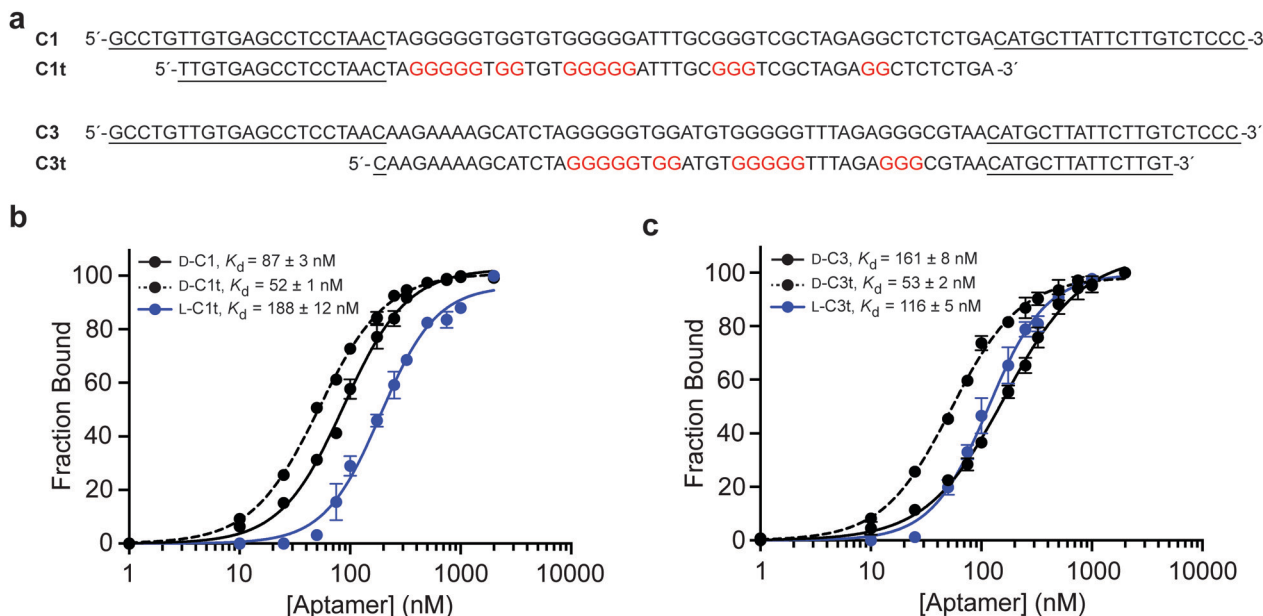 a
C1 5´-GCCTGTTGTGAGCCTCCTAACTAGGGGGTGGTGTGGGGGATTTGCGGGTCGCTAGAGGCTCTCTGACATGCTTATTCTTGTCTCCC-3´
C1t 5´-TTGTGAGCCTCCTAACTAGGGGGTGGTGTGGGGGATTTGCGGGTCGCTAGAGGCTCTCTGA-3´
C3 5´-GCCTGTTGTGAGCCTCCTAACAAGAAAAGCATCTAGGGGGTGGATGTGGGGGTTTAGAGGGCGTAACATGCTTATTCTTGTCTCCC-3´
C3t 5´-CAAGAAAAGCATCTAGGGGGTGGATGTGGGGGTTTAGAGGGCGTAACATGCTTATTCTTGT-3´
b
D-C1, Kd = 87 ± 3 nM
D-C1t, Kd = 52 ± 1 nM
L-C1t, Kd = 188 ± 12 nM
Fraction Bound
100
80
60
40
20
0
1 10 100 1000 10000
[Aptamer] (nM)
c
D-C3, Kd = 161 ± 8 nM
D-C3t, Kd = 53 ± 2 nM
L-C3t, Kd = 116 ± 5 nM
Fraction Bound
100
80
60
40
20
0
1 10 100 1000 10000
[Aptamer] (nM)